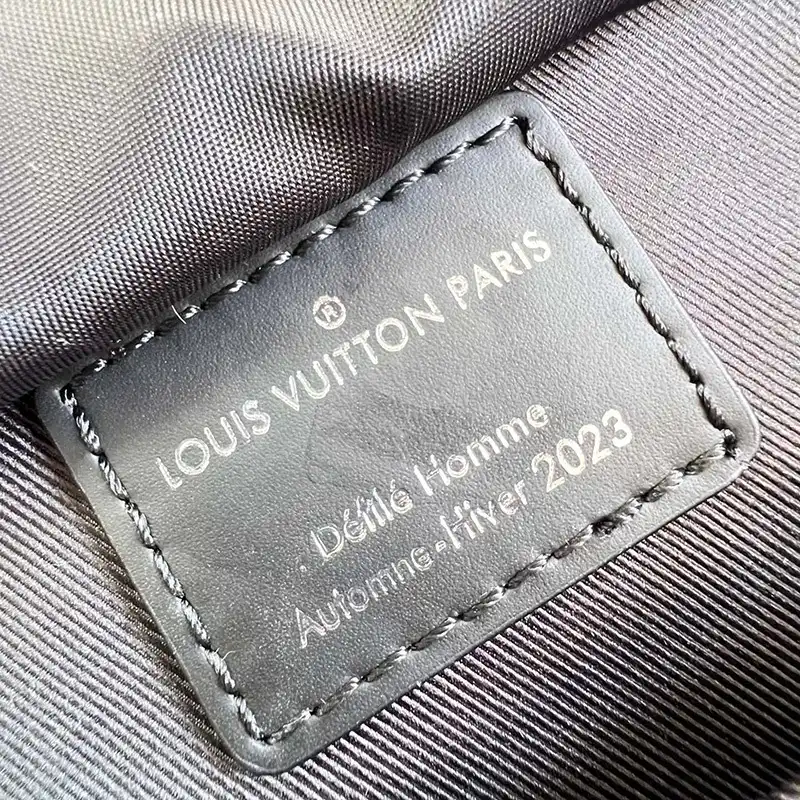 ®
LOUIS VUITTON PARIS
Défilé Homme
Automne-Hiver 2023